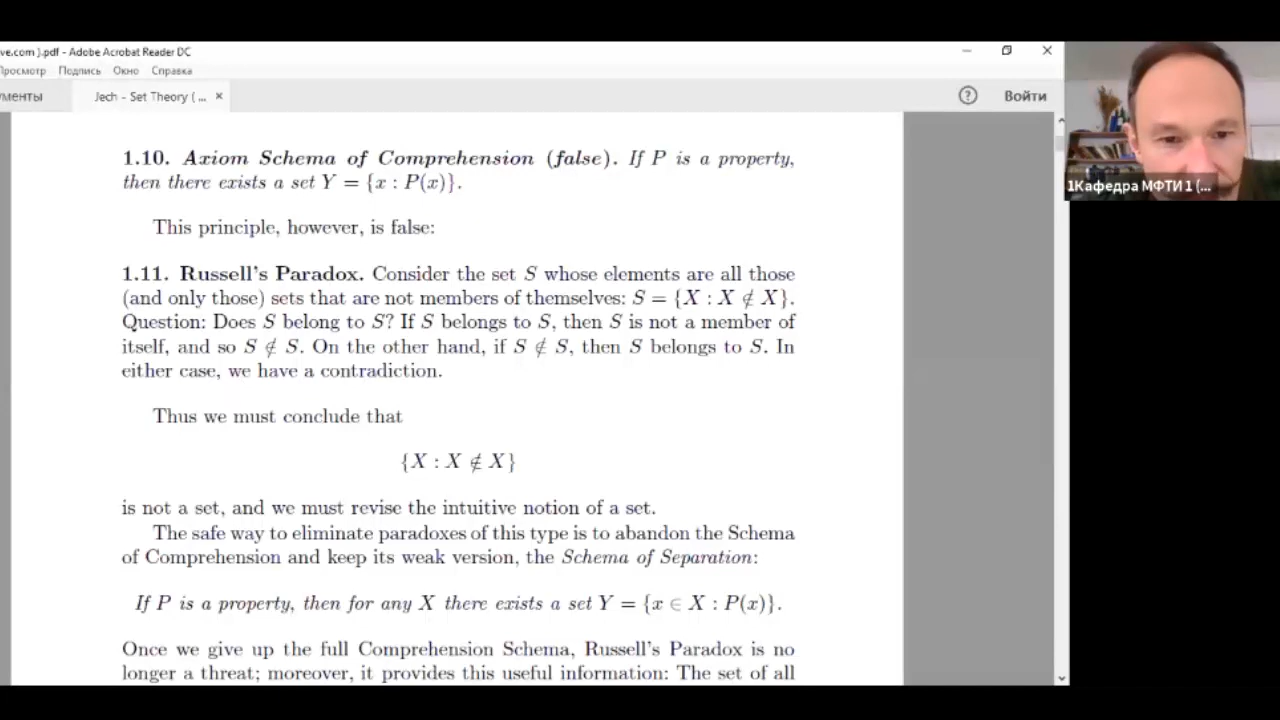 ve.com ).pdf - Adobe Acrobat Reader DC
Просмотр Подпись Окно Справка
ументы
Jech - Set Theory ( ... ×
Войти
1.10. Axiom Schema of Comprehension (false). If P is a property,
then there exists a set Y = {x : P(x)}.
This principle, however, is false:
1.11. Russell's Paradox. Consider the set S whose elements are all those
(and only those) sets that are not members of themselves: S = {X : X ∉ X}.
Question: Does S belong to S? If S belongs to S, then S is not a member of
itself, and so S ∉ S. On the other hand, if S ∉ S, then S belongs to S. In
either case, we have a contradiction.
Thus we must conclude that
{X : X ∉ X}
is not a set, and we must revise the intuitive notion of a set.
The safe way to eliminate paradoxes of this type is to abandon the Schema
of Comprehension and keep its weak version, the Schema of Separation:
If P is a property, then for any X there exists a set Y = {x ∈ X : P(x)}.
Once we give up the full Comprehension Schema, Russell's Paradox is no
longer a threat; moreover, it provides this useful information: The set of all
1Кафедра МФТИ 1 (...